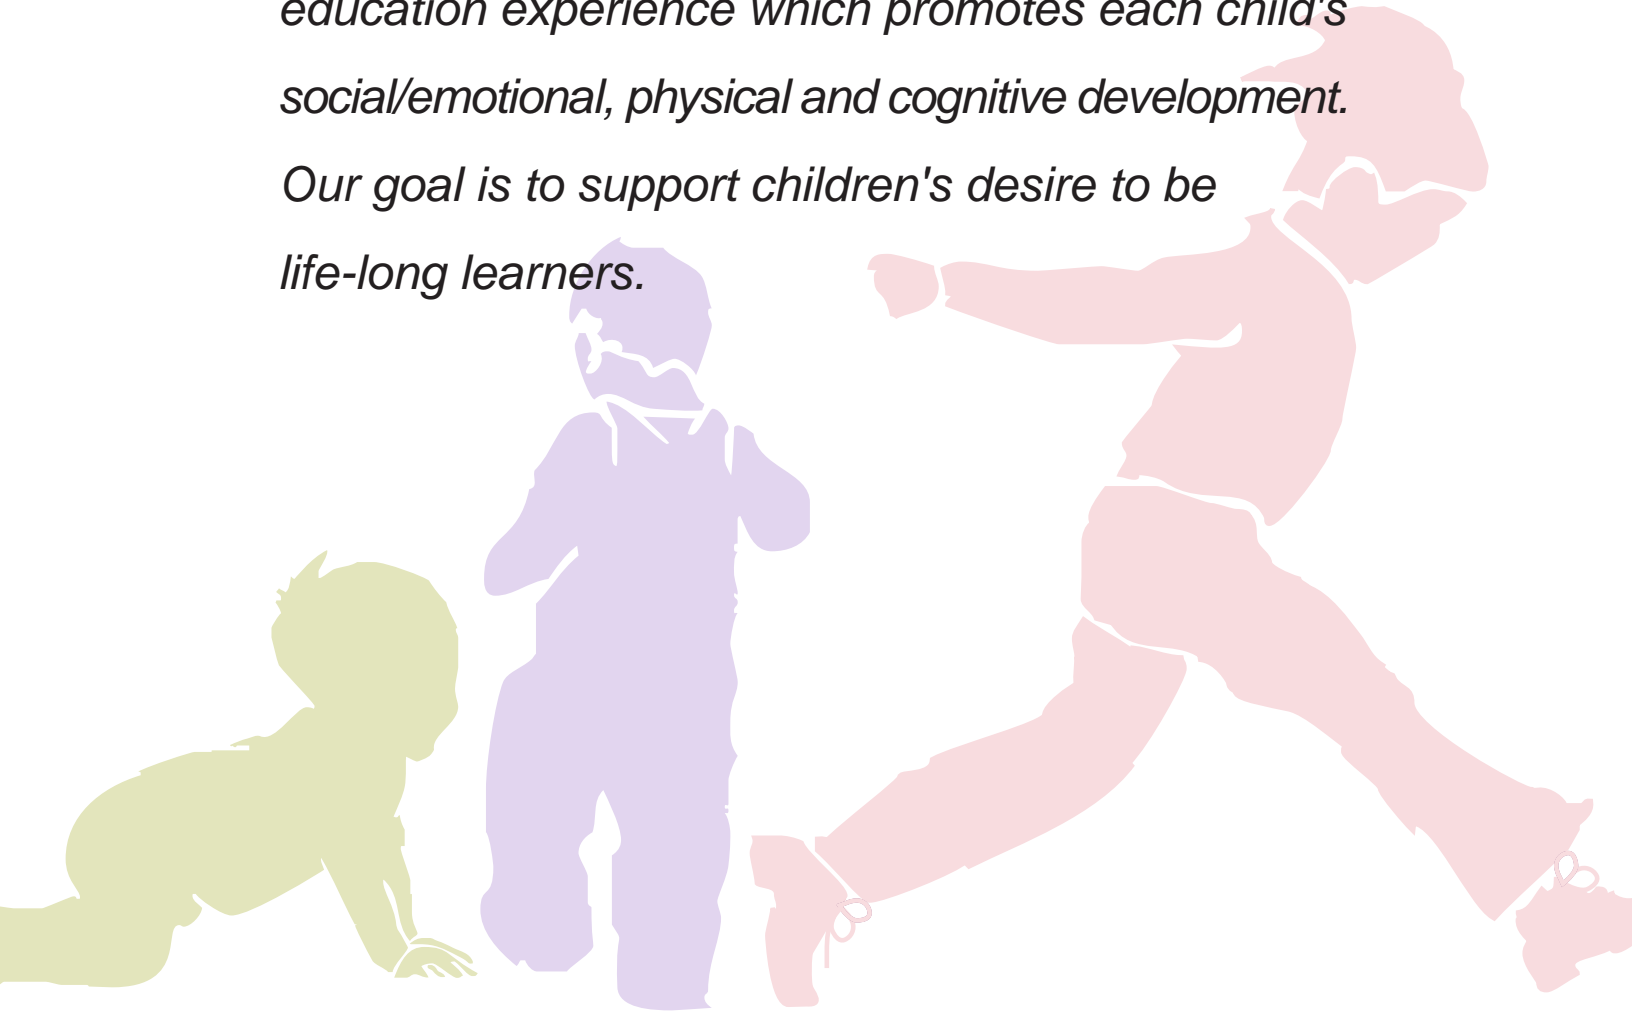 education experience which promotes each child's
social/emotional, physical and cognitive development.
Our goal is to support children's desire to be
life-long learners.